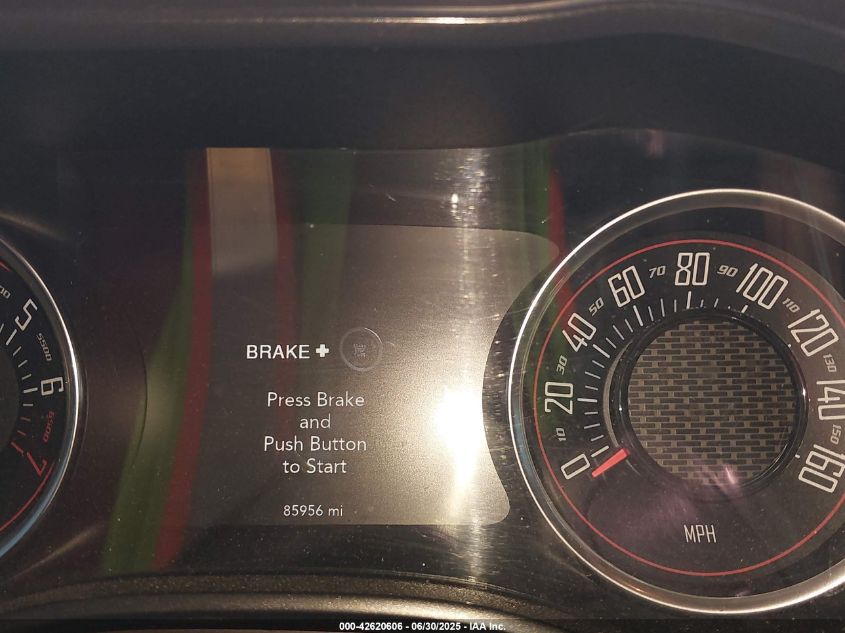 5
5500
6
6500
7
BRAKE +
Press Brake
and
Push Button
to Start
85956 mi
0
10
20
30
40
50
60
70
80
90
100
110
120
130
140
150
160
MPH
000-42620606 - 06/30/2025 - IAA Inc.